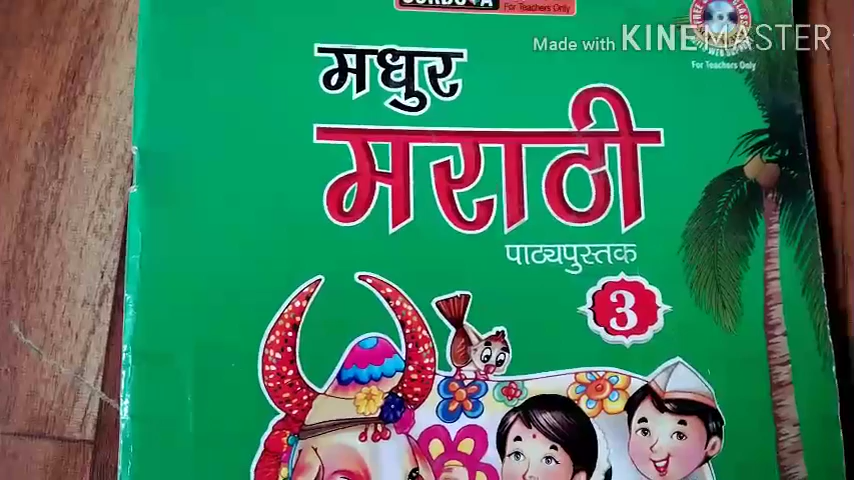 For Teachers Only
Made with KINEMASTER
For Teachers Only
मधुर
मराठी
पाठ्यपुस्तक
3